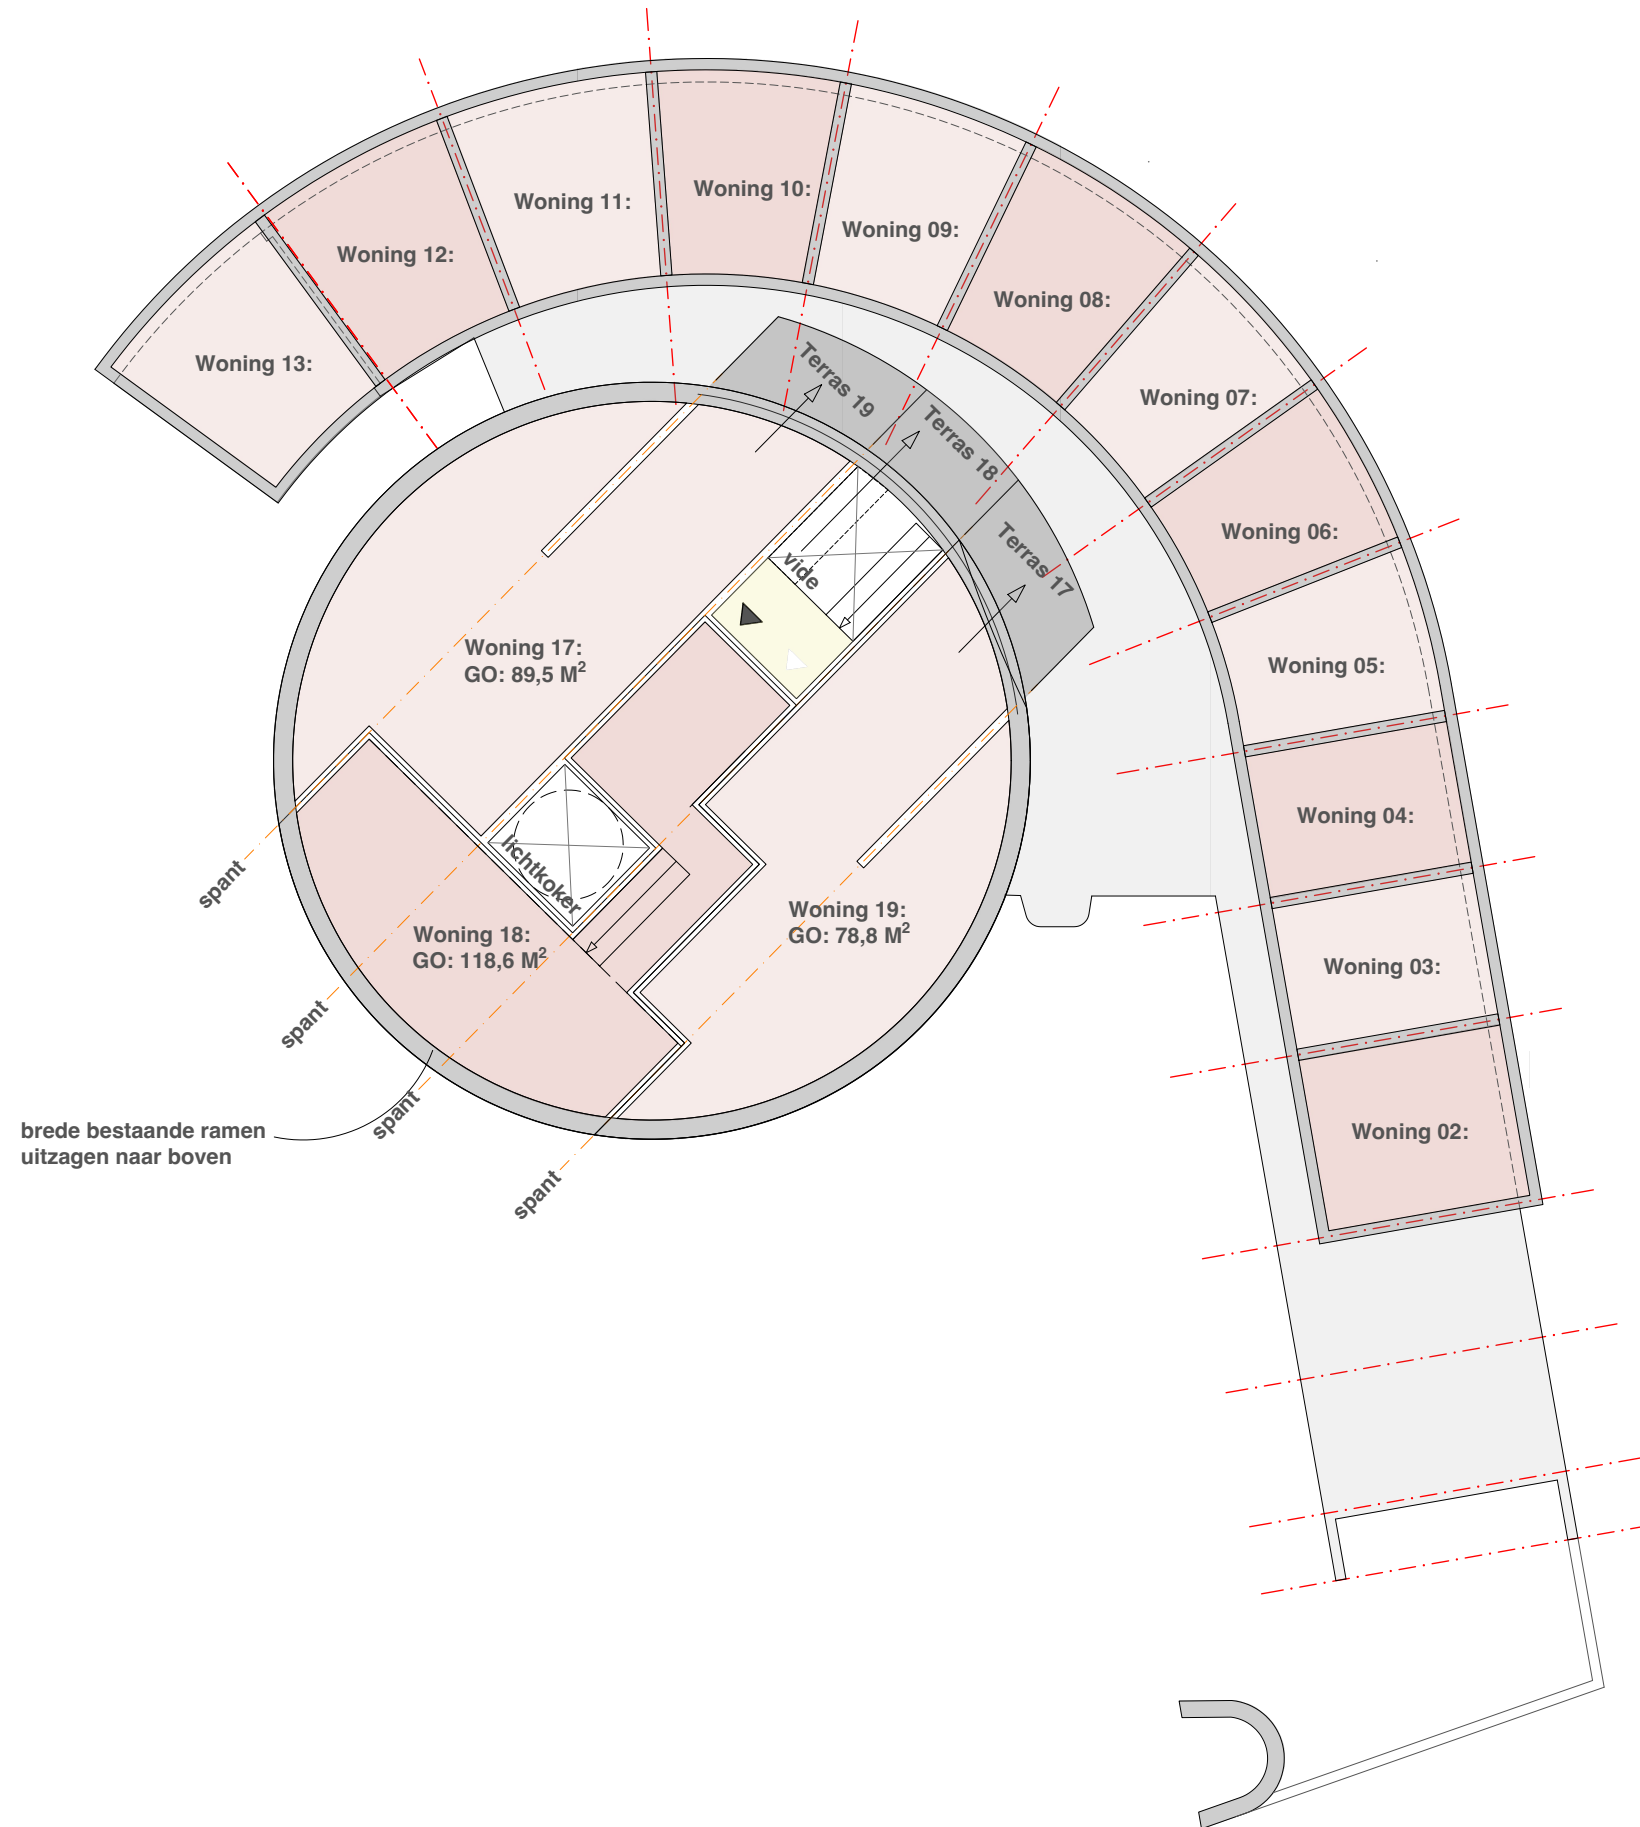 Woning 10:
Woning 11:
Woning 09:
Woning 12:
Woning 08:
Woning 13:
Terras 19
Woning 07:
Terras 18
Woning 06:
Terras 17
vide
Woning 17:
GO: 89,5 M²
Woning 05:
Woning 04:
lichtkoker
spant
Woning 19:
GO: 78,8 M²
Woning 18:
GO: 118,6 M²
Woning 03:
spant
spant
brede bestaande ramen
uitzagen naar boven
Woning 02:
spant